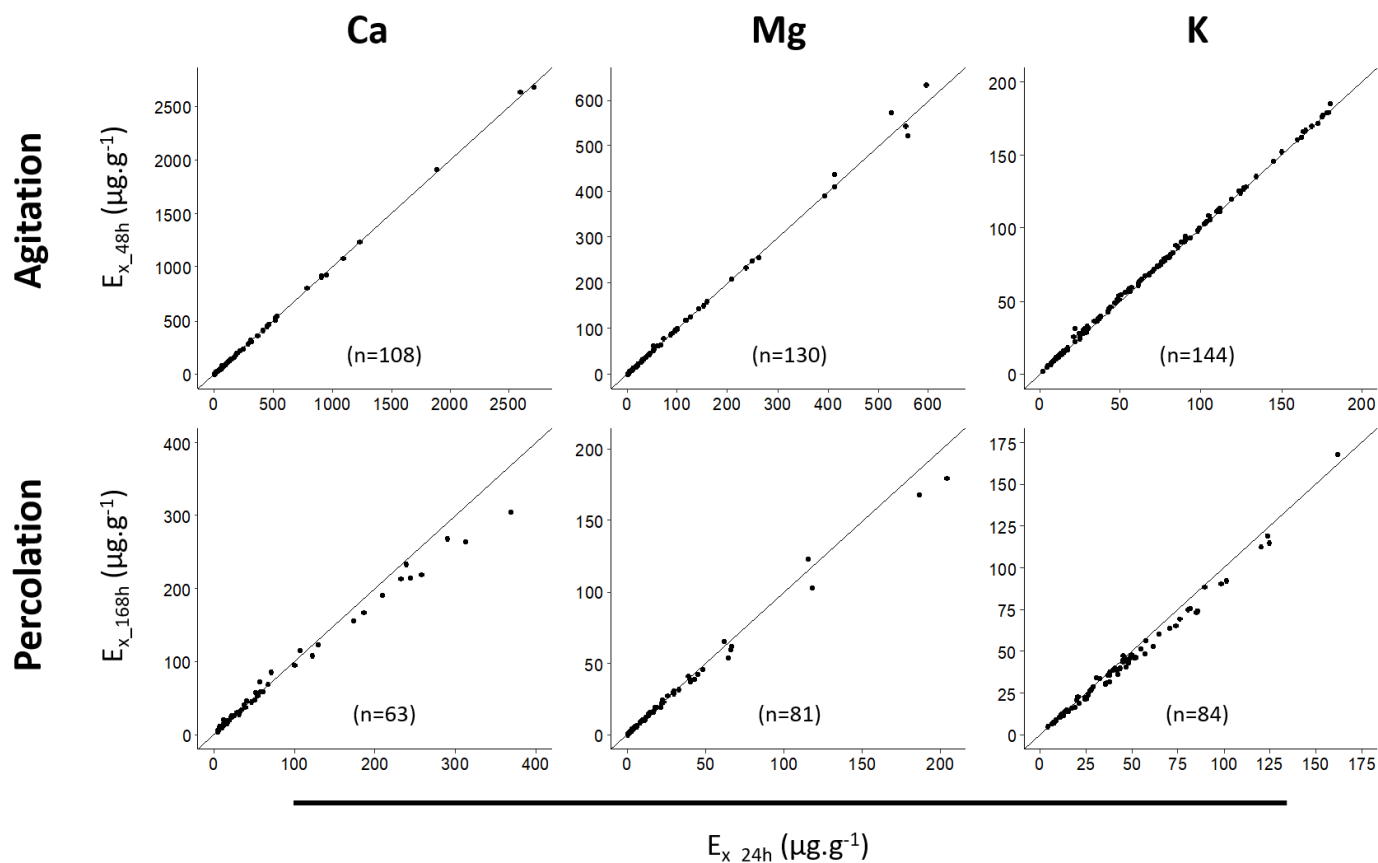 Ca Mg K
Agitation
Eₓ_48h (µg.g⁻¹)
2500
2000
1500
1000
500
0
(n=108)
0 500 1000 1500 2000 2500
600
500
400
300
200
100
0
(n=130)
0 100 200 300 400 500 600
200
150
100
50
0
(n=144)
0 50 100 150 200
Percolation
Eₓ_168h (µg.g⁻¹)
400
300
200
100
0
(n=63)
0 100 200 300 400
200
150
100
50
0
(n=81)
0 50 100 150 200
175
150
125
100
75
50
25
0
(n=84)
0 25 50 75 100 125 150 175
Eₓ_24h (µg.g⁻¹)